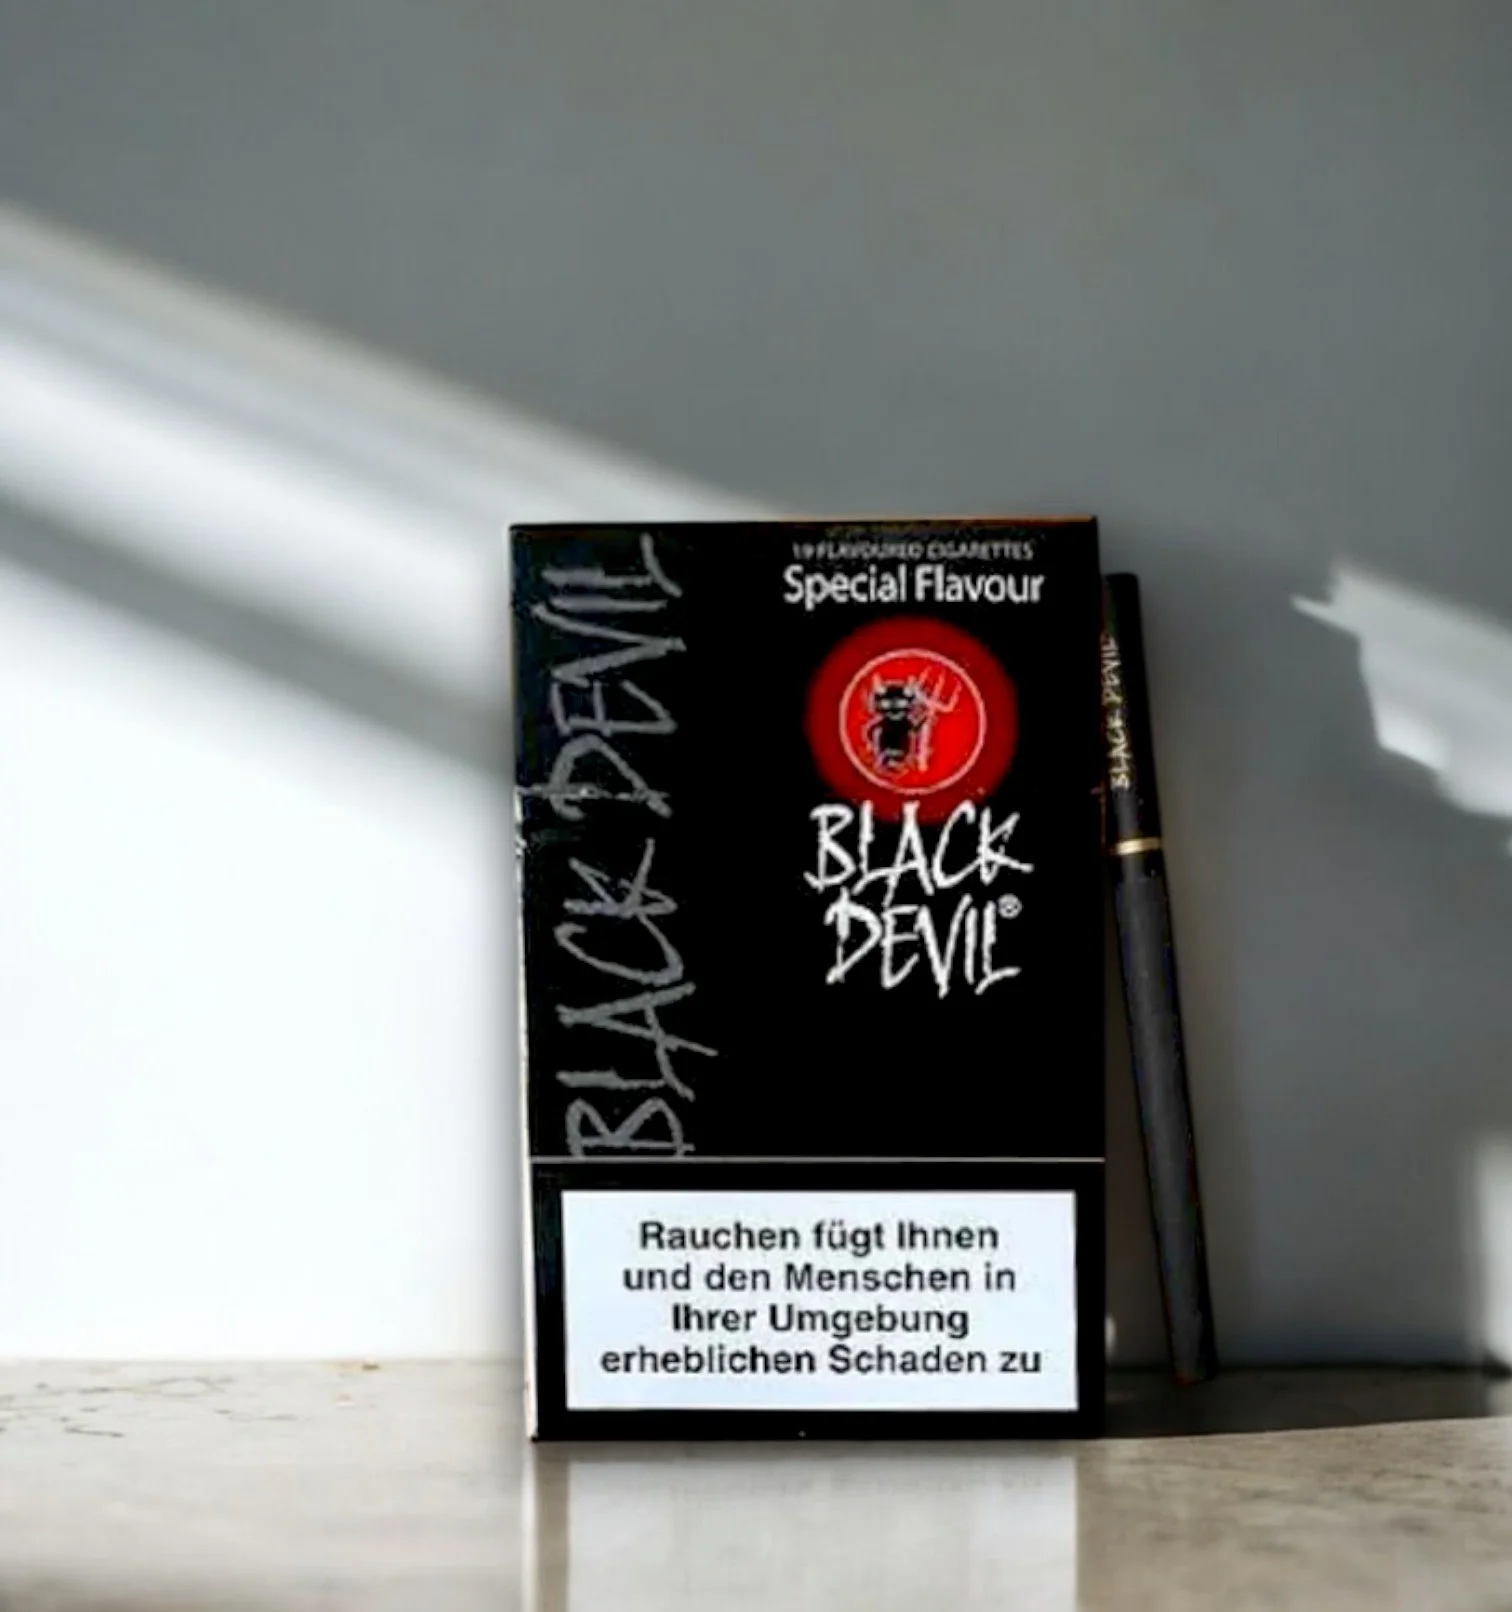 19 FLAVOURED CIGARETTES
Special Flavour
BLACK
DEVIL®
BLACK DEVIL
BLACK DEVIL
Rauchen fügt Ihnen
und den Menschen in
Ihrer Umgebung
erheblichen Schaden zu